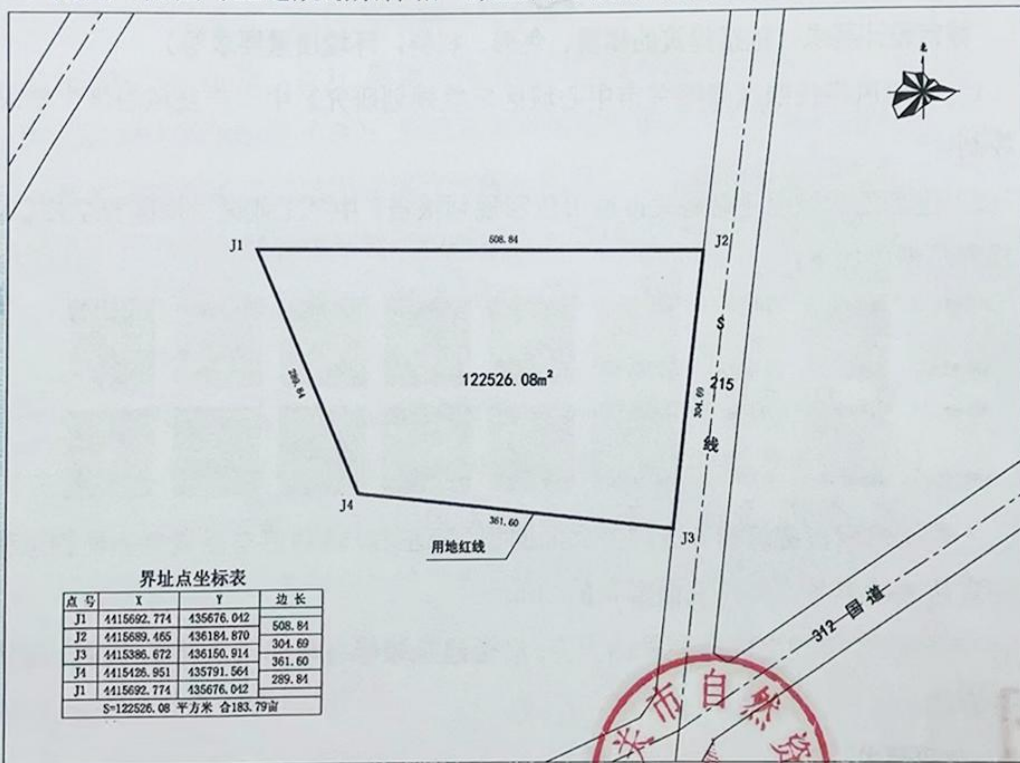 J1
508.84
J2
289.84
122526.08m²
304.69
S
215
线
J4
361.60
J3
用地红线
312 国道
界址点坐标表
点 号 X Y 边 长
J1 4415692.774 435676.042
508.84
J2 4415689.465 436184.870
304.69
J3 4415386.672 436150.914
361.60
J4 4415426.951 435791.564
289.84
J1 4415692.774 435676.042
S=122526.08 平方米 合183.79亩
关市自然资